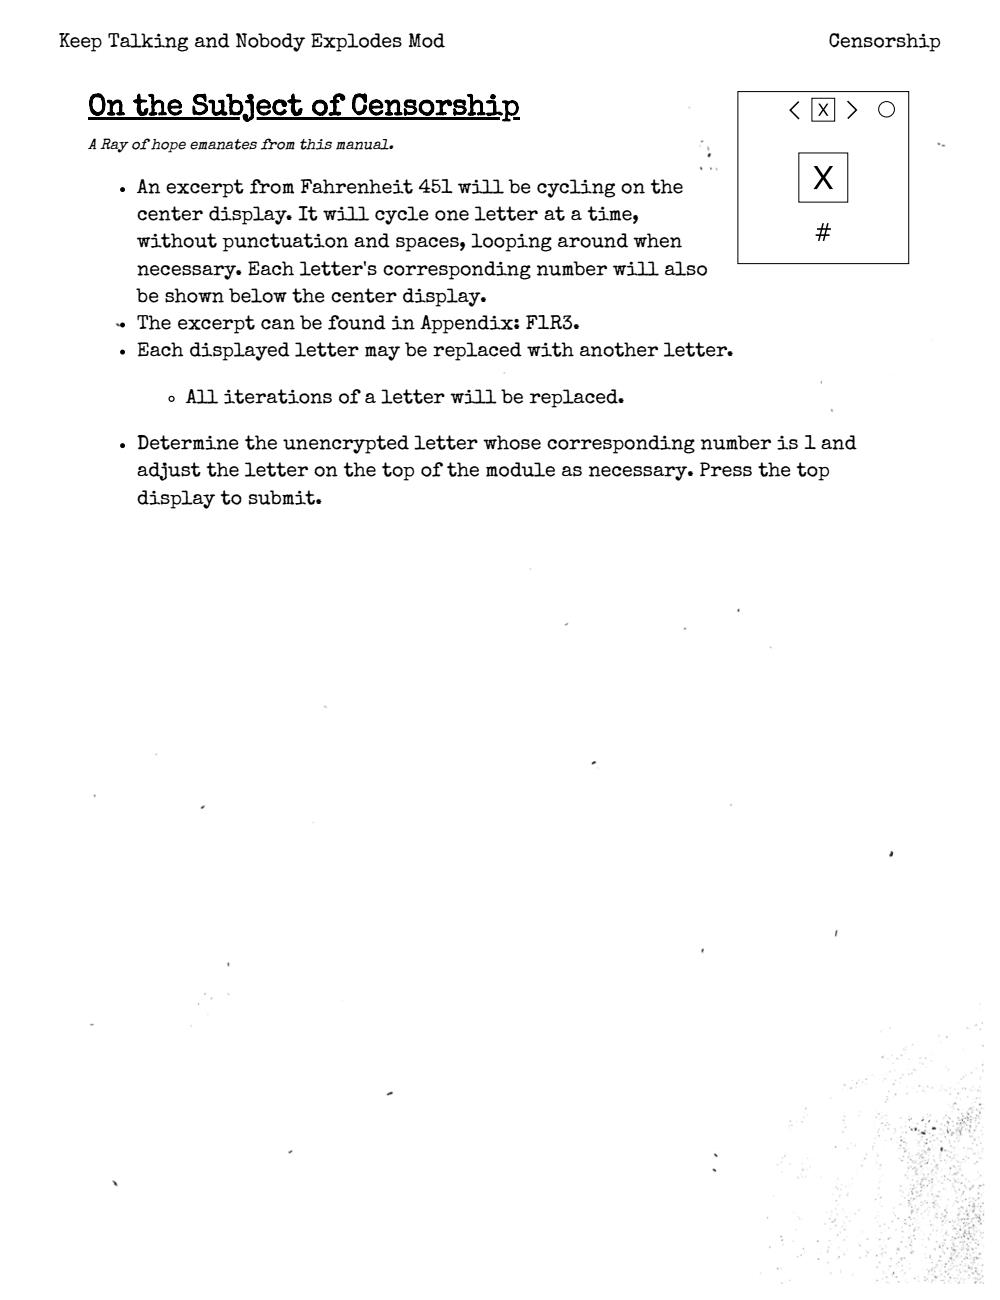 Keep Talking and Nobody Explodes Mod
Censorship
On the Subject of Censorship
A Ray of hope emanates from this manual.
< X > ○
X
#
• An excerpt from Fahrenheit 451 will be cycling on the
center display. It will cycle one letter at a time,
without punctuation and spaces, looping around when
necessary. Each letter's corresponding number will also
be shown below the center display.
• The excerpt can be found in Appendix: F1R3.
• Each displayed letter may be replaced with another letter.
○ All iterations of a letter will be replaced.
• Determine the unencrypted letter whose corresponding number is 1 and
adjust the letter on the top of the module as necessary. Press the top
display to submit.